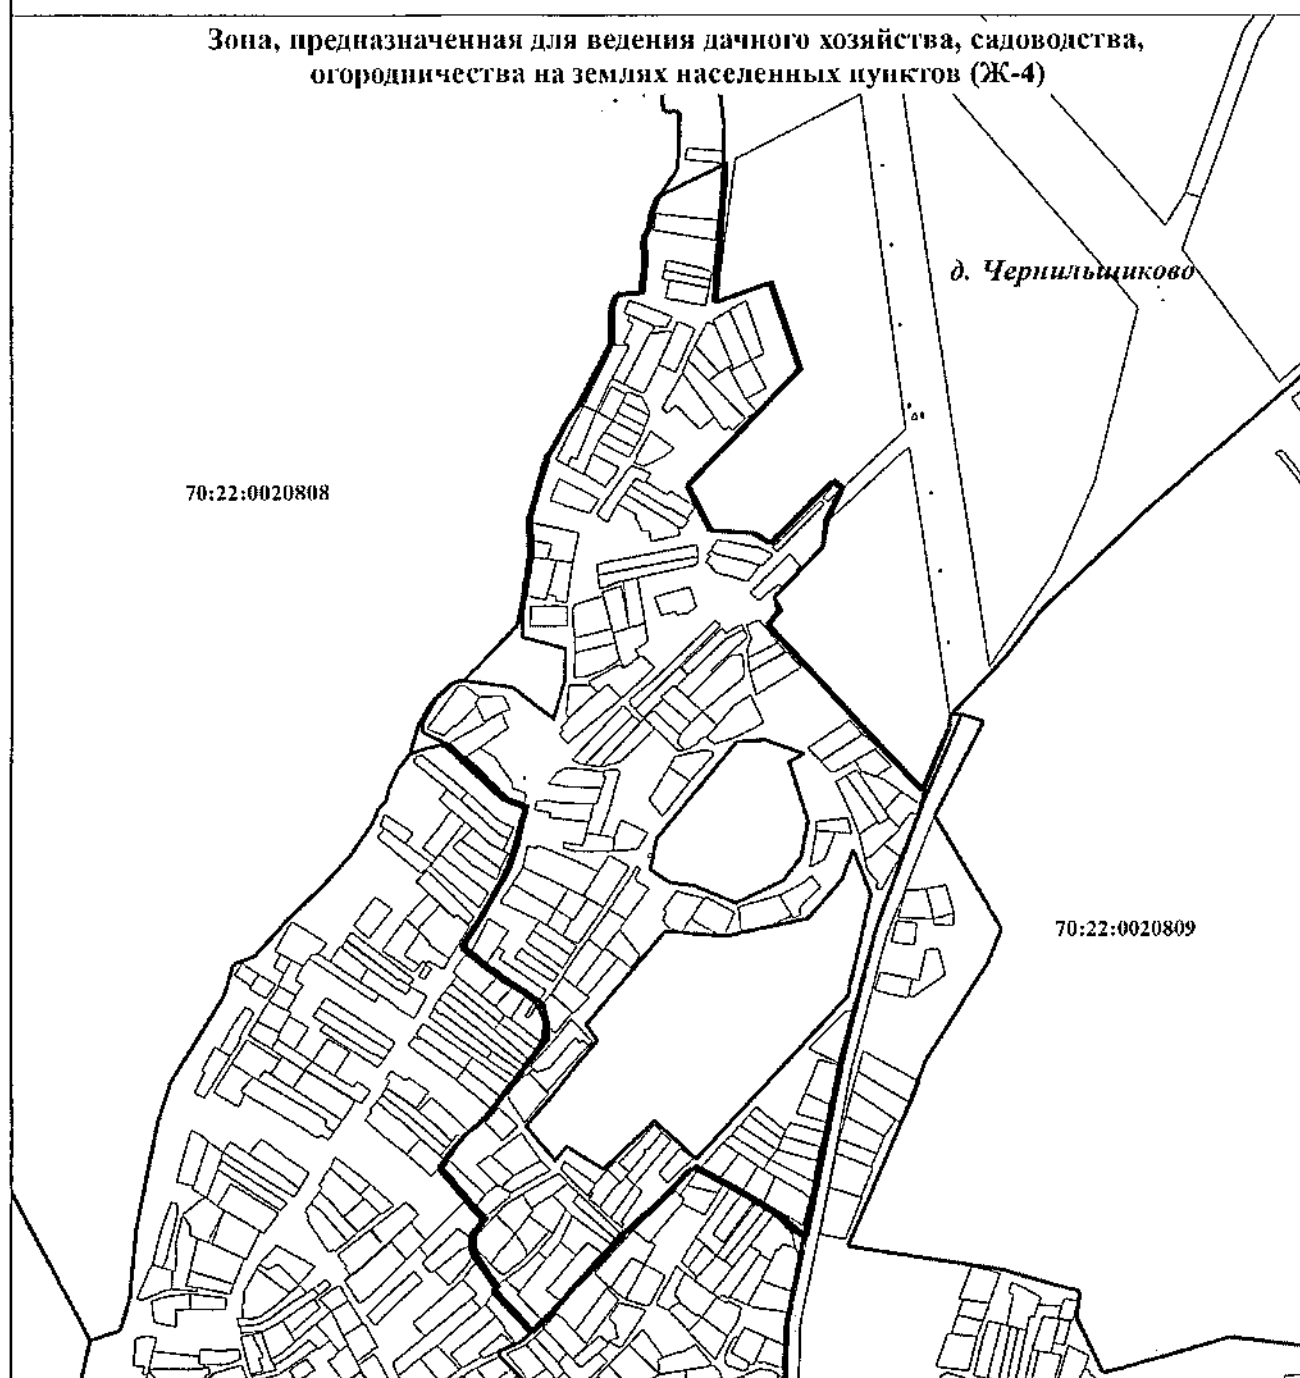 Зона, предназначенная для ведения дачного хозяйства, садоводства,
огородничества на землях населенных пунктов (Ж-4)
д. Чернильщиково
70:22:0020808
70:22:0020809